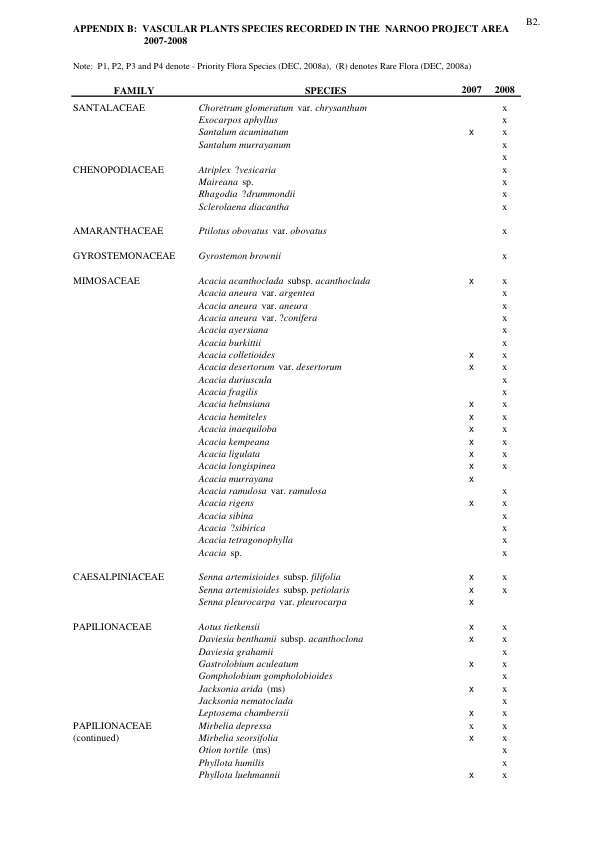 B2.
APPENDIX B: VASCULAR PLANTS SPECIES RECORDED IN THE NARNOO PROJECT AREA
2007-2008
Note: P1, P2, P3 and P4 denote - Priority Flora Species (DEC, 2008a), (R) denotes Rare Flora (DEC, 2008a)
FAMILY SPECIES 2007 2008
SANTALACEAE Choretrum glomeratum var. chrysanthum x
Exocarpos aphyllus x
Santalum acuminatum x x
Santalum murrayanum x
x
CHENOPODIACEAE Atriplex ?vesicaria x
Maireana sp. x
Rhagodia ?drummondii x
Sclerolaena diacantha x
AMARANTHACEAE Ptilotus obovatus var. obovatus x
GYROSTEMONACEAE Gyrostemon brownii x
MIMOSACEAE Acacia acanthoclada subsp. acanthoclada x x
Acacia aneura var. argentea x
Acacia aneura var. aneura x
Acacia aneura var. ?conifera x
Acacia ayersiana x
Acacia burkittii x
Acacia colletioides x x
Acacia desertorum var. desertorum x x
Acacia duriuscula x
Acacia fragilis x
Acacia helmsiana x x
Acacia hemiteles x x
Acacia inaequiloba x x
Acacia kempeana x x
Acacia ligulata x x
Acacia longispinea x x
Acacia murrayana x
Acacia ramulosa var. ramulosa x
Acacia rigens x x
Acacia sibina x
Acacia ?sibirica x
Acacia tetragonophylla x
Acacia sp. x
CAESALPINIACEAE Senna artemisioides subsp. filifolia x x
Senna artemisioides subsp. petiolaris x x
Senna pleurocarpa var. pleurocarpa x
PAPILIONACEAE Aotus tietkensii x x
Daviesia benthamii subsp. acanthoclona x x
Daviesia grahamii x
Gastrolobium aculeatum x x
Gompholobium gompholobioides x
Jacksonia arida (ms) x x
Jacksonia nematoclada x
Leptosema chambersii x x
PAPILIONACEAE Mirbelia depressa x x
(continued) Mirbelia seorsifolia x x
Otion tortile (ms) x
Phyllota humilis x
Phyllota luehmannii x x